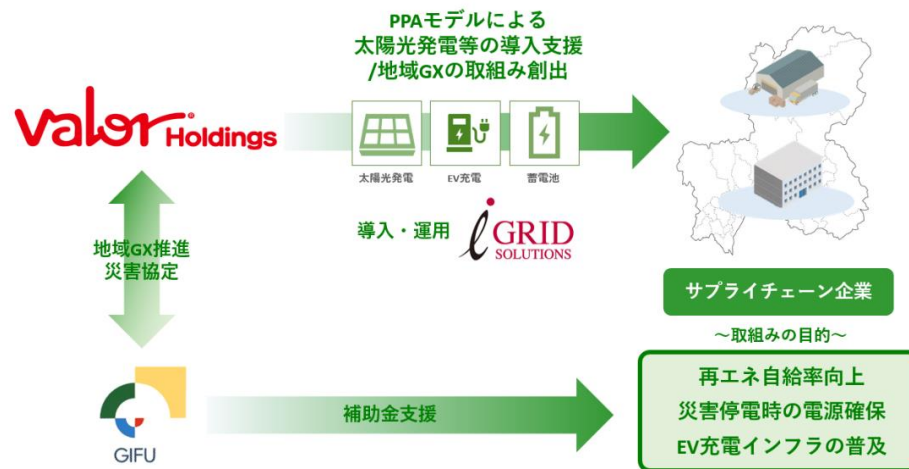 PPAモデルによる
太陽光発電等の導入支援
/地域GXの取組み創出
valor Holdings
太陽光発電
EV充電
蓄電池
導入・運用
i GRID
SOLUTIONS
地域GX推進
災害協定
サプライチェーン企業
～取組みの目的～
再エネ自給率向上
災害停電時の電源確保
EV充電インフラの普及
補助金支援
GIFU